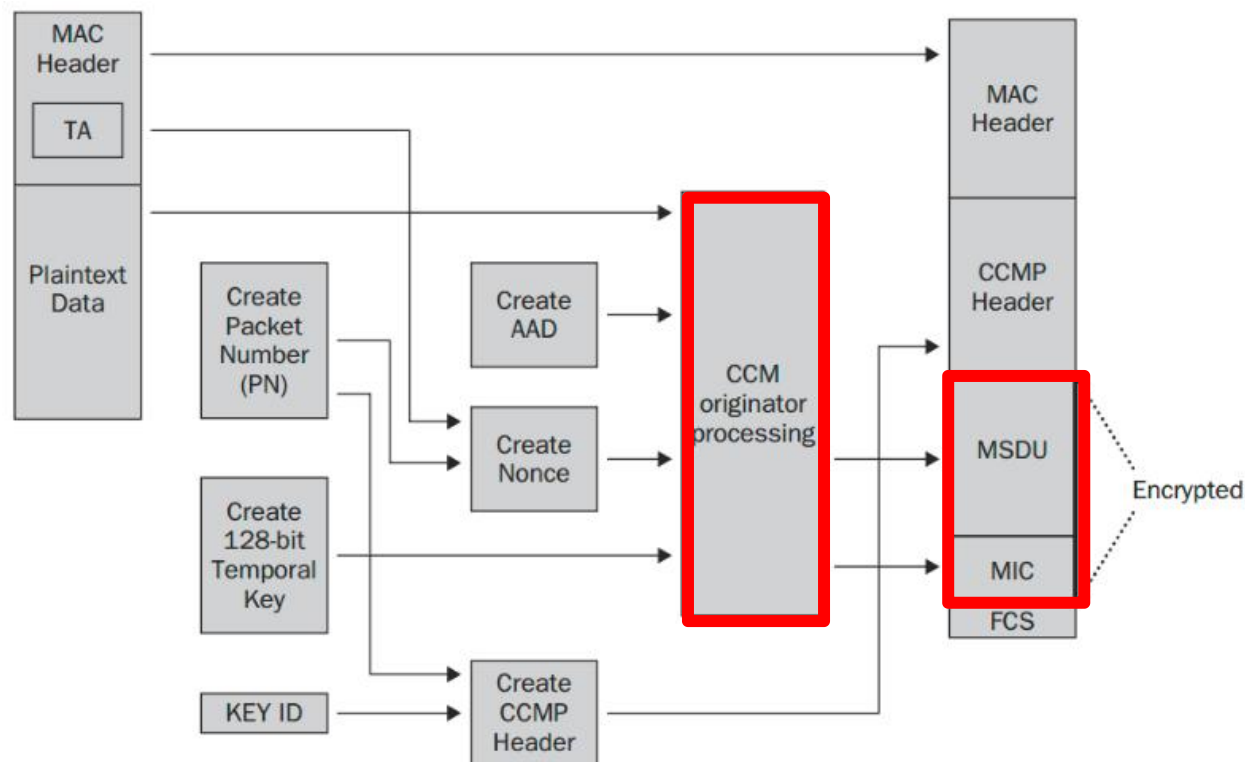 MAC
Header
TA
Plaintext
Data
Create
Packet
Number
(PN)
Create
128-bit
Temporal
Key
KEY ID
Create
AAD
Create
Nonce
Create
CCMP
Header
CCM
originator
processing
MAC
Header
CCMP
Header
MSDU
MIC
FCS
Encrypted